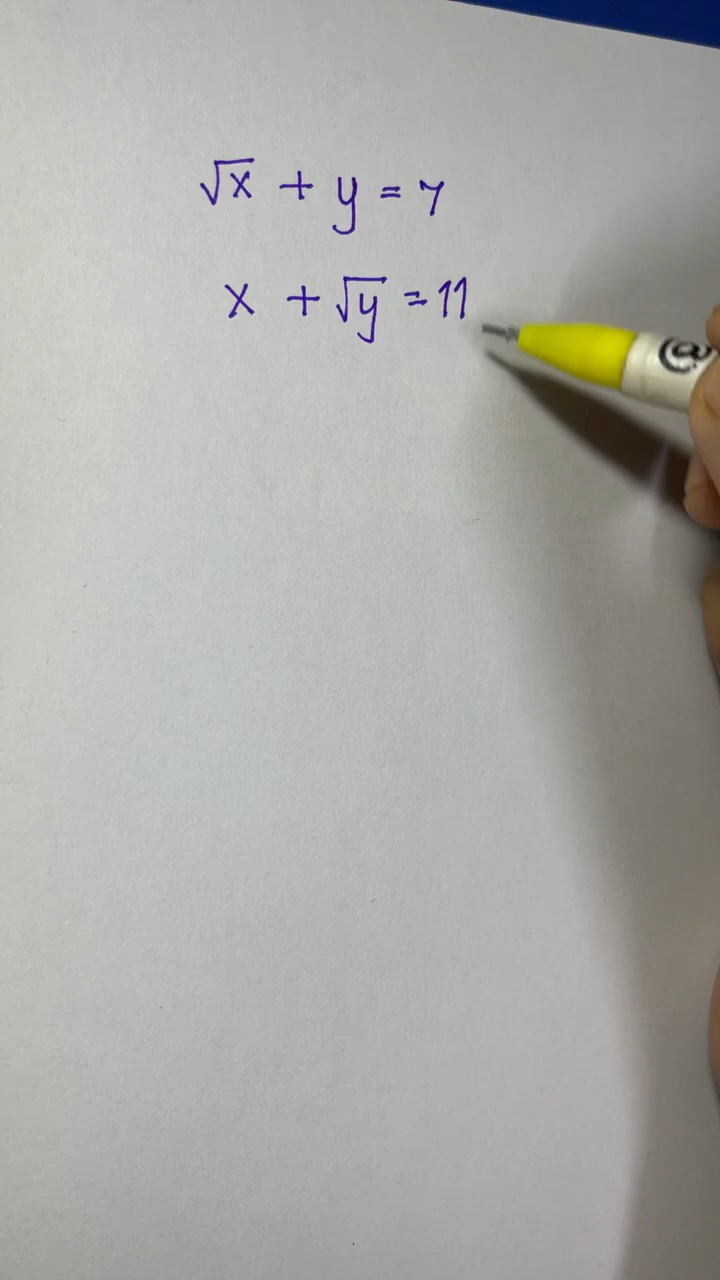 √x + y = 7
x + √y = 11
@